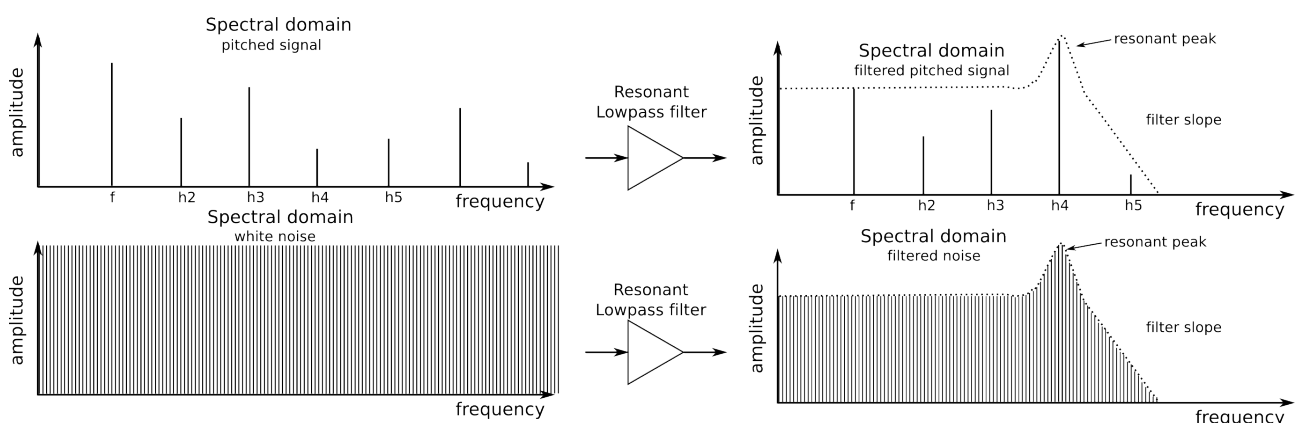 Spectral domain
pitched signal
amplitude
f
h2
h3
h4
h5
frequency
Resonant
Lowpass filter
Spectral domain
filtered pitched signal
resonant peak
amplitude
filter slope
f
h2
h3
h4
h5
frequency
Spectral domain
white noise
amplitude
frequency
Resonant
Lowpass filter
Spectral domain
filtered noise
resonant peak
amplitude
filter slope
frequency